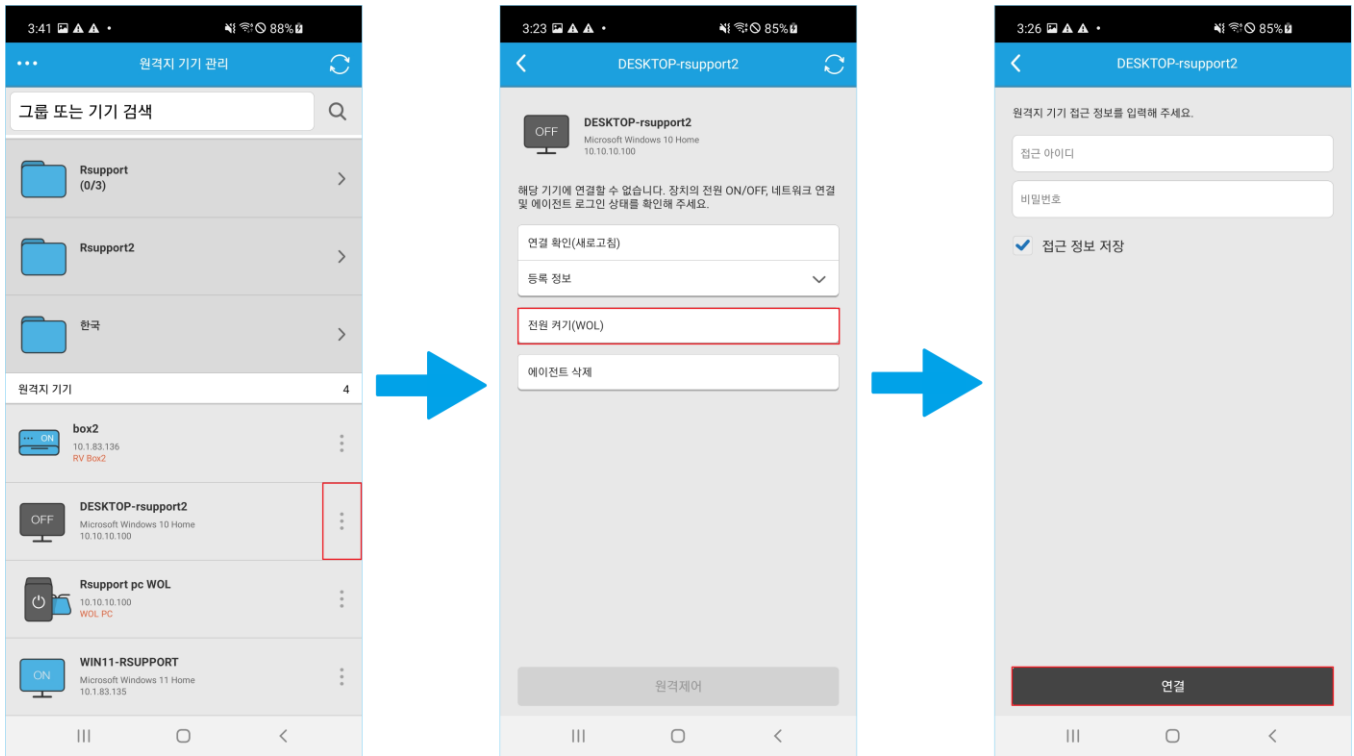 3:41
88%
원격지 기기 관리
그룹 또는 기기 검색
Rsupport
(0/3)
Rsupport2
한국
원격지 기기 4
ON
box2
10.1.83.136
RV Box2
OFF
DESKTOP-rsupport2
Microsoft Windows 10 Home
10.10.10.100
Rsupport pc WOL
10.10.10.100
WOL PC
ON
WIN11-RSUPPORT
Microsoft Windows 11 Home
10.1.83.135
3:23
85%
DESKTOP-rsupport2
OFF
DESKTOP-rsupport2
Microsoft Windows 10 Home
10.10.10.100
해당 기기에 연결할 수 없습니다. 장치의 전원 ON/OFF, 네트워크 연결
및 에이전트 로그인 상태를 확인해 주세요.
연결 확인(새로고침)
등록 정보
전원 켜기(WOL)
에이전트 삭제
원격제어
3:26
85%
DESKTOP-rsupport2
원격지 기기 접근 정보를 입력해 주세요.
접근 아이디
비밀번호
접근 정보 저장
연결